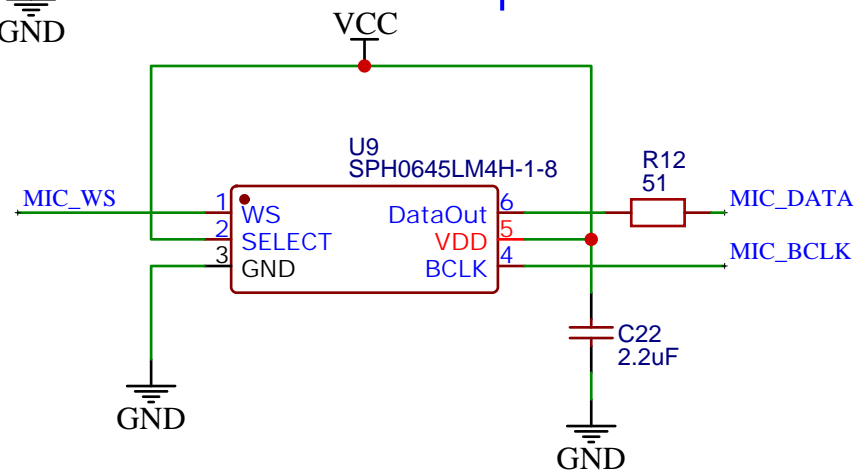 GND
VCC
U9
SPH0645LM4H-1-8
R12
51
MIC_WS
1
WS
2
SELECT
3
GND
DataOut
6
VDD
5
BCLK
4
MIC_DATA
MIC_BCLK
C22
2.2uF
GND
GND